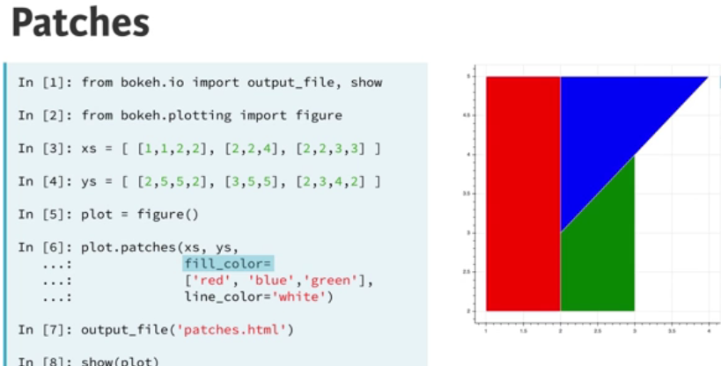 Patches
In [1]: from bokeh.io import output_file, show
In [2]: from bokeh.plotting import figure
In [3]: xs = [ [1,1,2,2], [2,2,4], [2,2,3,3] ]
In [4]: ys = [ [2,5,5,2], [3,5,5], [2,3,4,2] ]
In [5]: plot = figure()
In [6]: plot.patches(xs, ys,
...: fill_color=
...: ['red', 'blue','green'],
...: line_color='white')
In [7]: output_file('patches.html')
In [8]: show(plot)
5
4.5
4
3.5
3
2.5
2
1 1.5 2 2.5 3 3.5 4